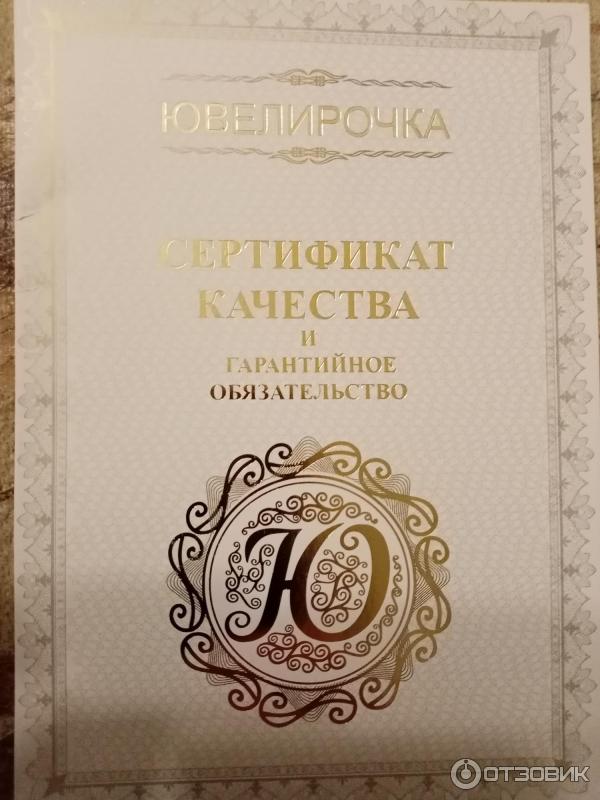 ЮВЕЛИРОЧКА
СЕРТИФИКАТ
КАЧЕСТВА
И
ГАРАНТИЙНОЕ
ОБЯЗАТЕЛЬСТВО
Ю
ОТЗОВИК